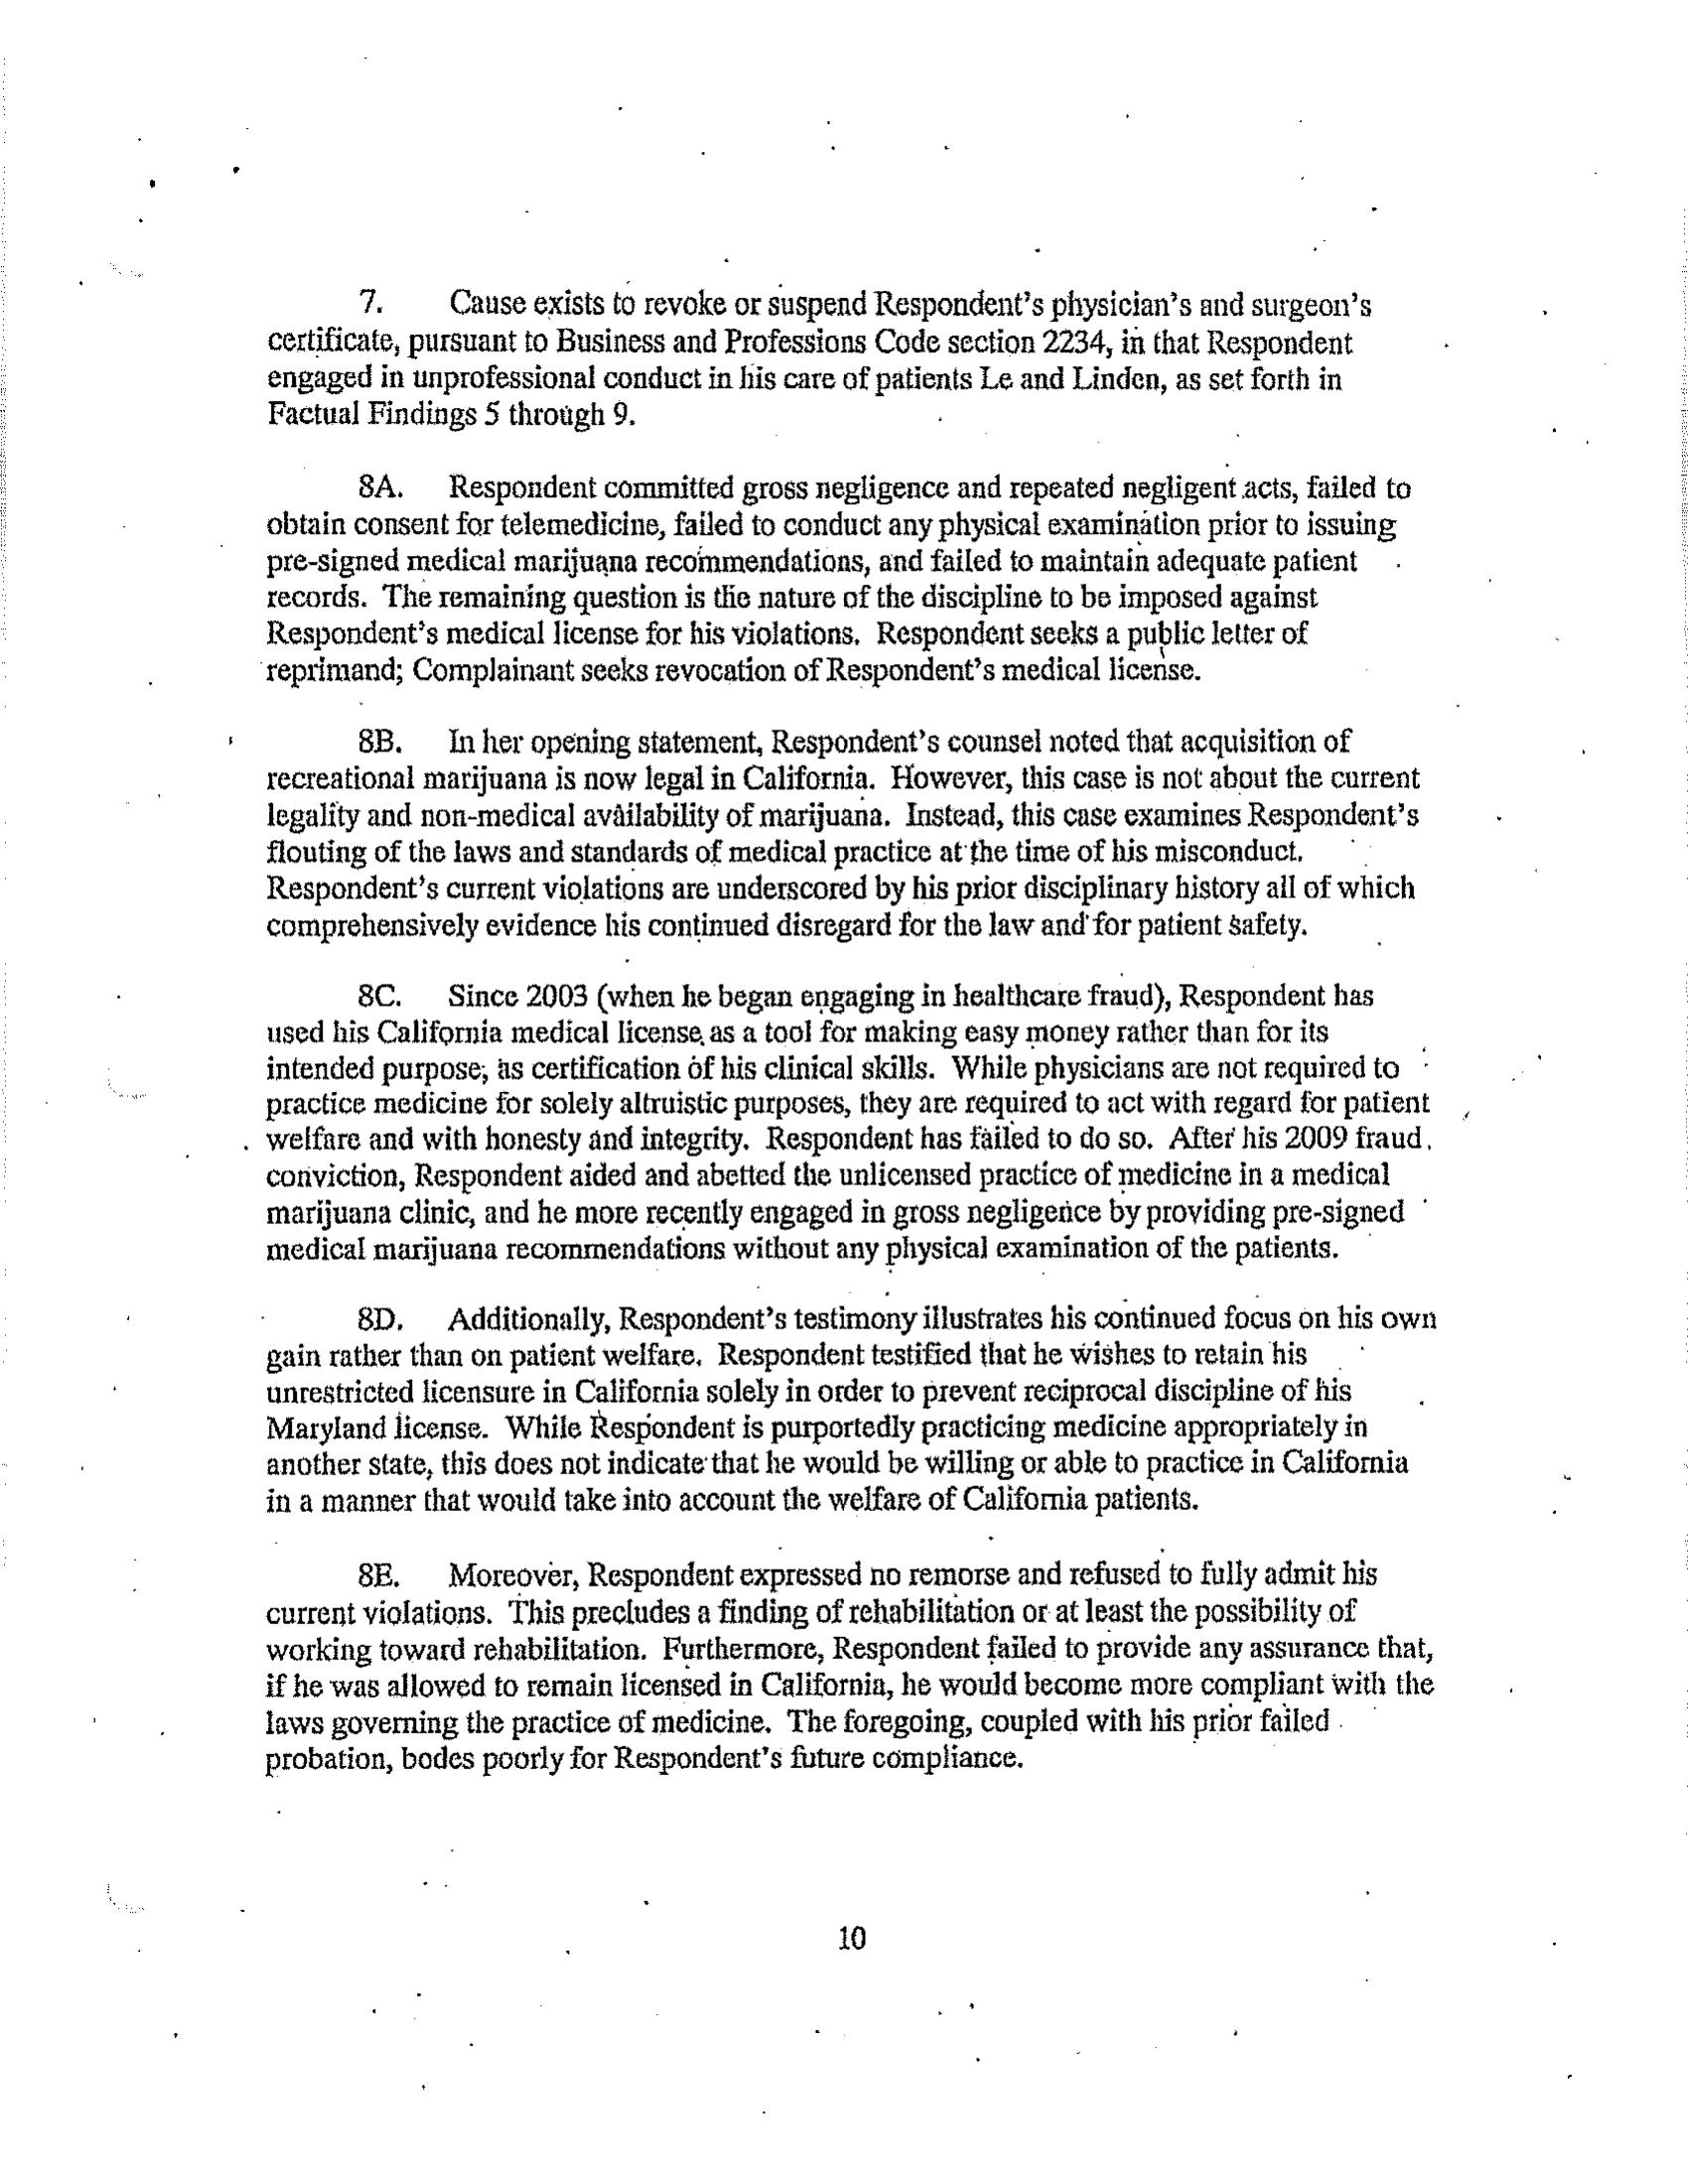 7. Cause exists to revoke or suspend Respondent's physician's and surgeon's
certificate, pursuant to Business and Professions Code section 2234, in that Respondent
engaged in unprofessional conduct in his care of patients Le and Linden, as set forth in
Factual Findings 5 through 9.
8A. Respondent committed gross negligence and repeated negligent acts, failed to
obtain consent for telemedicine, failed to conduct any physical examination prior to issuing
pre-signed medical marijuana recommendations, and failed to maintain adequate patient
records. The remaining question is the nature of the discipline to be imposed against
Respondent's medical license for his violations. Respondent seeks a public letter of
reprimand; Complainant seeks revocation of Respondent's medical license.
8B. In her opening statement, Respondent's counsel noted that acquisition of
recreational marijuana is now legal in California. However, this case is not about the current
legality and non-medical availability of marijuana. Instead, this case examines Respondent's
flouting of the laws and standards of medical practice at the time of his misconduct.
Respondent's current violations are underscored by his prior disciplinary history all of which
comprehensively evidence his continued disregard for the law and for patient safety.
8C. Since 2003 (when he began engaging in healthcare fraud), Respondent has
used his California medical license as a tool for making easy money rather than for its
intended purpose, as certification of his clinical skills. While physicians are not required to
practice medicine for solely altruistic purposes, they are required to act with regard for patient
welfare and with honesty and integrity. Respondent has failed to do so. After his 2009 fraud
conviction, Respondent aided and abetted the unlicensed practice of medicine in a medical
marijuana clinic, and he more recently engaged in gross negligence by providing pre-signed
medical marijuana recommendations without any physical examination of the patients.
8D. Additionally, Respondent's testimony illustrates his continued focus on his own
gain rather than on patient welfare. Respondent testified that he wishes to retain his
unrestricted licensure in California solely in order to prevent reciprocal discipline of his
Maryland license. While Respondent is purportedly practicing medicine appropriately in
another state, this does not indicate that he would be willing or able to practice in California
in a manner that would take into account the welfare of California patients.
8E. Moreover, Respondent expressed no remorse and refused to fully admit his
current violations. This precludes a finding of rehabilitation or at least the possibility of
working toward rehabilitation. Furthermore, Respondent failed to provide any assurance that,
if he was allowed to remain licensed in California, he would become more compliant with the
laws governing the practice of medicine. The foregoing, coupled with his prior failed
probation, bodes poorly for Respondent's future compliance.
10